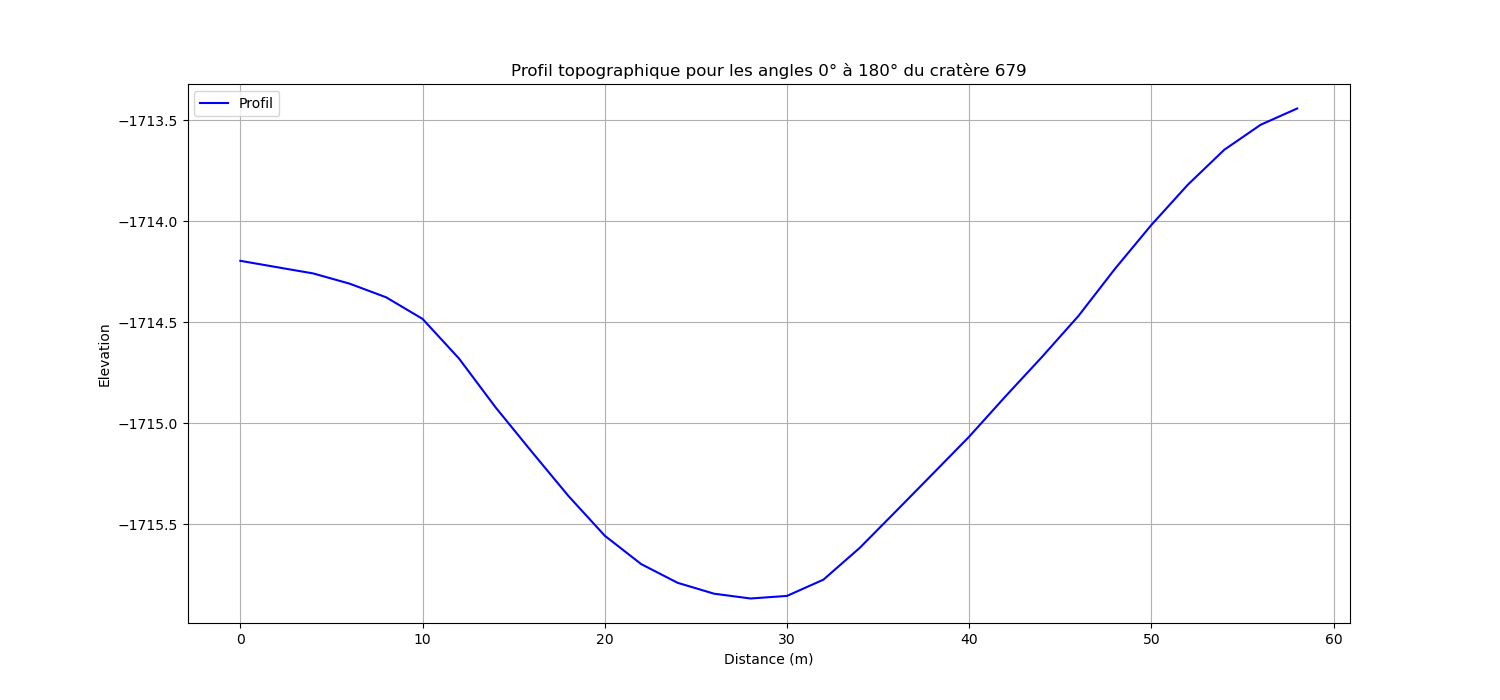 Profil topographique pour les angles 0° à 180° du cratère 679
Profil
−1713.5
−1714.0
−1714.5
−1715.0
−1715.5
Elevation
0 10 20 30 40 50 60
Distance (m)